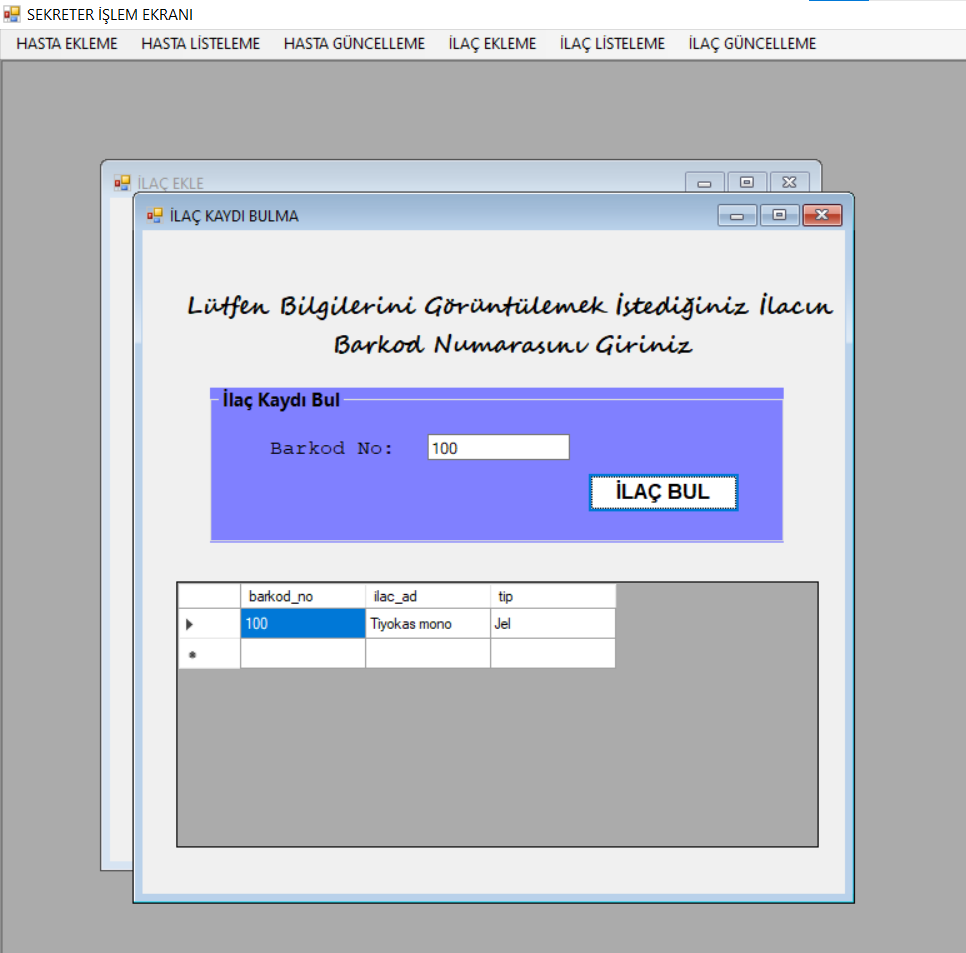 SEKRETER İŞLEM EKRANI
HASTA EKLEME HASTA LİSTELEME HASTA GÜNCELLEME İLAÇ EKLEME İLAÇ LİSTELEME İLAÇ GÜNCELLEME
İLAÇ EKLE
İLAÇ KAYDI BULMA
Lütfen Bilgilerini Görüntülemek İstediğiniz İlacın
Barkod Numarasını Giriniz
İlaç Kaydı Bul
Barkod No: 100
İLAÇ BUL
barkod_no ilac_ad tip
100 Tiyokas mono Jel